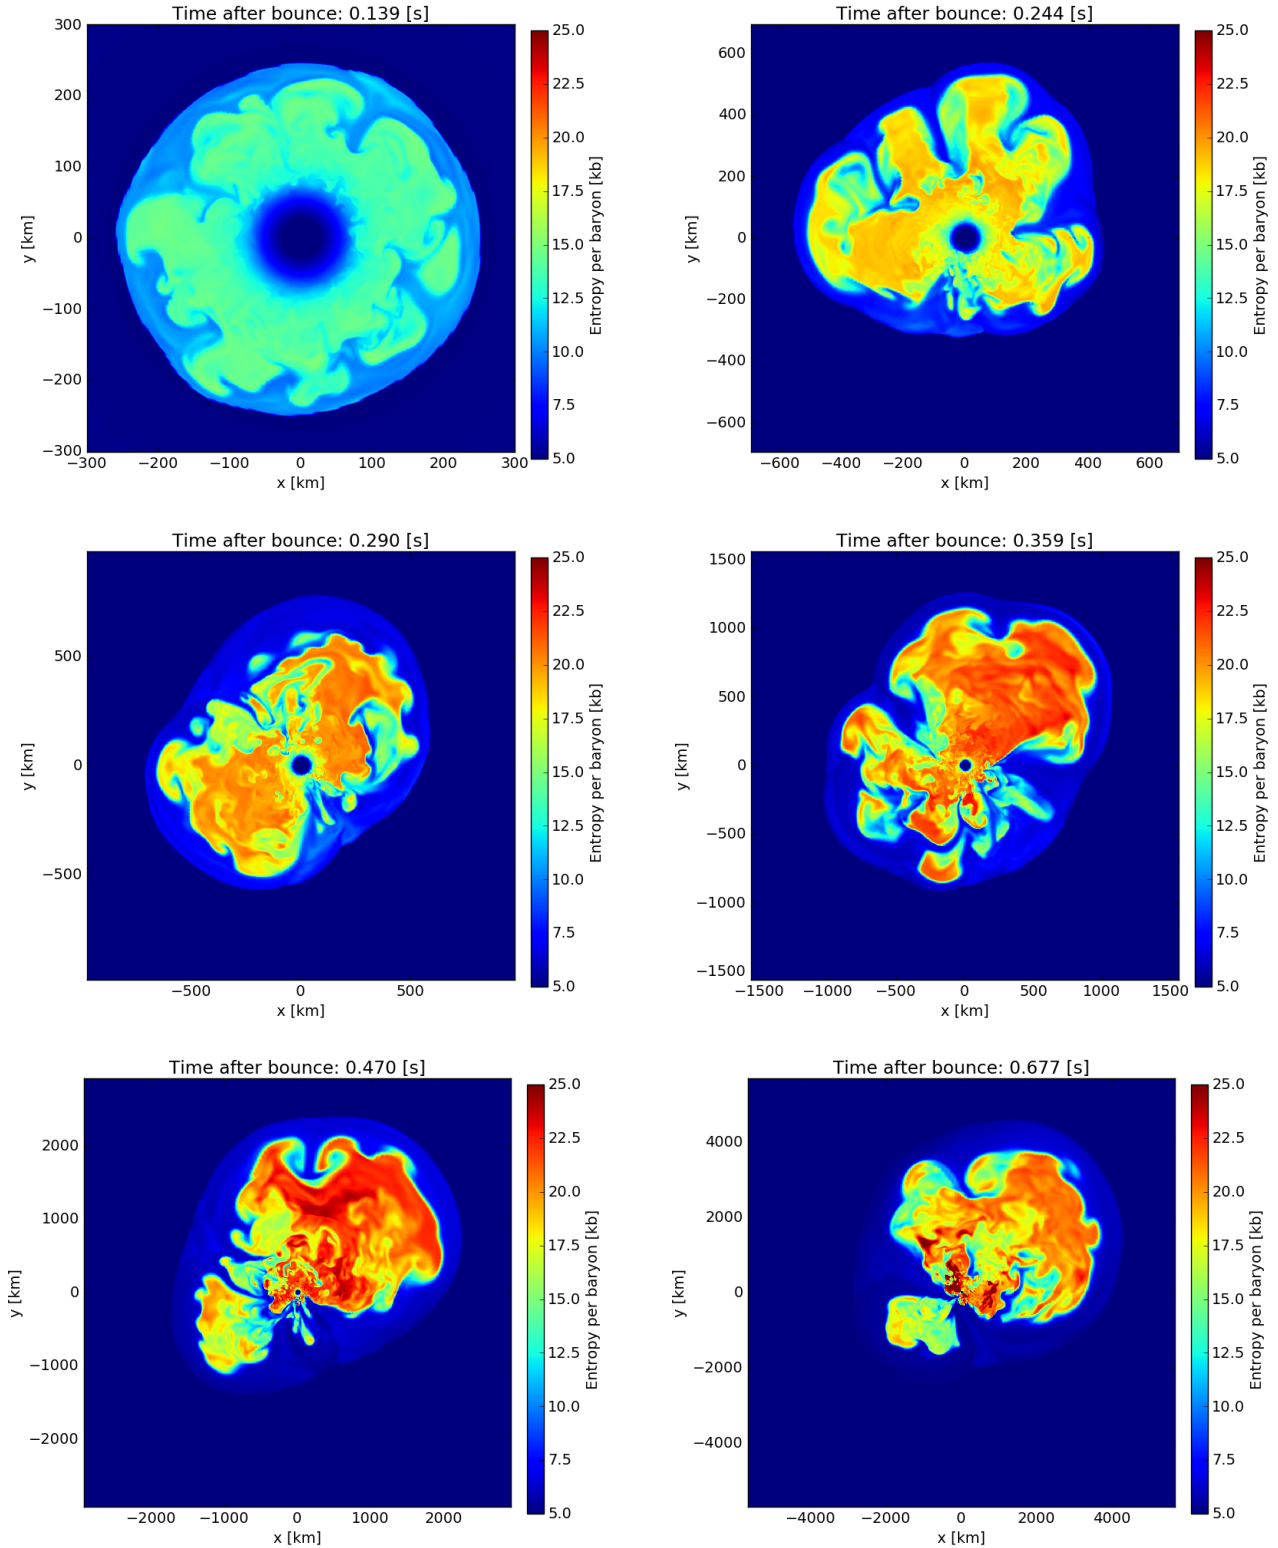 Time after bounce: 0.139 [s]
300
200
100
0
−100
−200
−300
y [km]
−300 −200 −100 0 100 200 300
x [km]
25.0
22.5
20.0
17.5
15.0
12.5
10.0
7.5
5.0
Entropy per baryon [kb]
Time after bounce: 0.244 [s]
600
400
200
0
−200
−400
−600
y [km]
−600 −400 −200 0 200 400 600
x [km]
25.0
22.5
20.0
17.5
15.0
12.5
10.0
7.5
5.0
Entropy per baryon [kb]
Time after bounce: 0.290 [s]
500
0
−500
y [km]
−500 0 500
x [km]
25.0
22.5
20.0
17.5
15.0
12.5
10.0
7.5
5.0
Entropy per baryon [kb]
Time after bounce: 0.359 [s]
1500
1000
500
0
−500
−1000
−1500
y [km]
−1500 −1000 −500 0 500 1000 1500
x [km]
25.0
22.5
20.0
17.5
15.0
12.5
10.0
7.5
5.0
Entropy per baryon [kb]
Time after bounce: 0.470 [s]
2000
1000
0
−1000
−2000
y [km]
−2000 −1000 0 1000 2000
x [km]
25.0
22.5
20.0
17.5
15.0
12.5
10.0
7.5
5.0
Entropy per baryon [kb]
Time after bounce: 0.677 [s]
4000
2000
0
−2000
−4000
y [km]
−4000 −2000 0 2000 4000
x [km]
25.0
22.5
20.0
17.5
15.0
12.5
10.0
7.5
5.0
Entropy per baryon [kb]